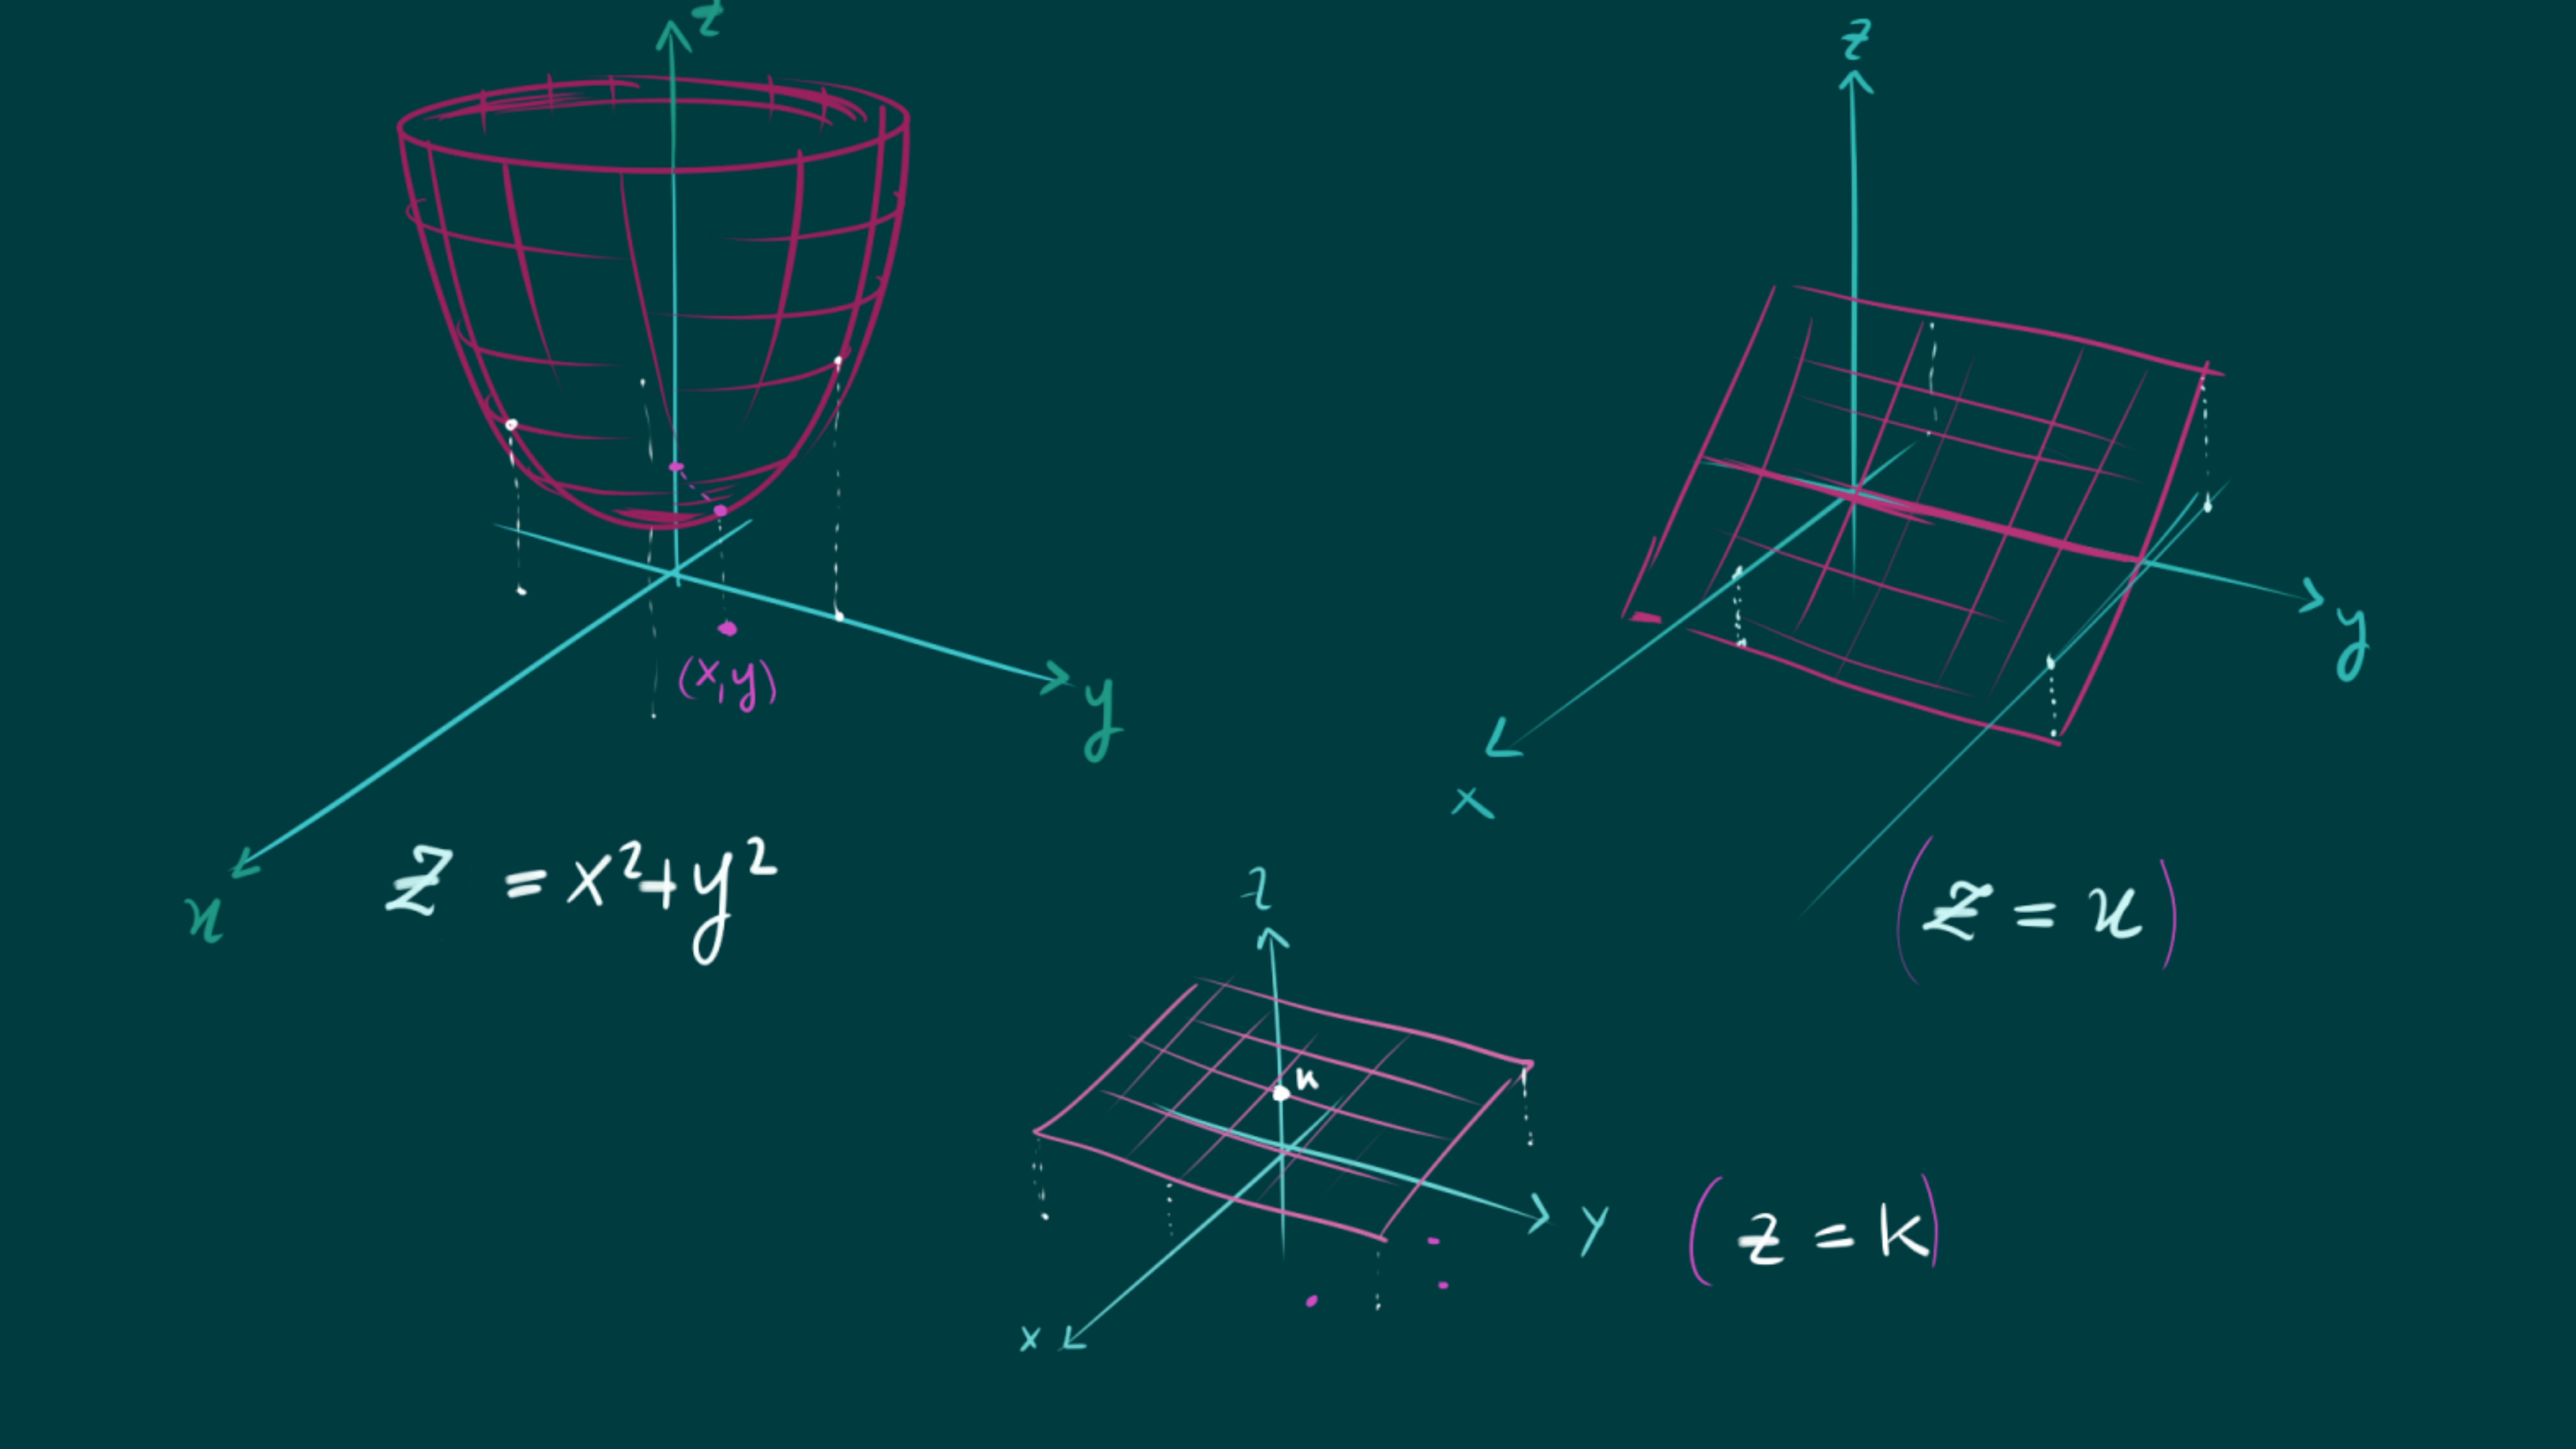 z
y
x
(x,y)
z = x²+y²
z
y
x
(z = x)
z
k
y
x
(z = k)